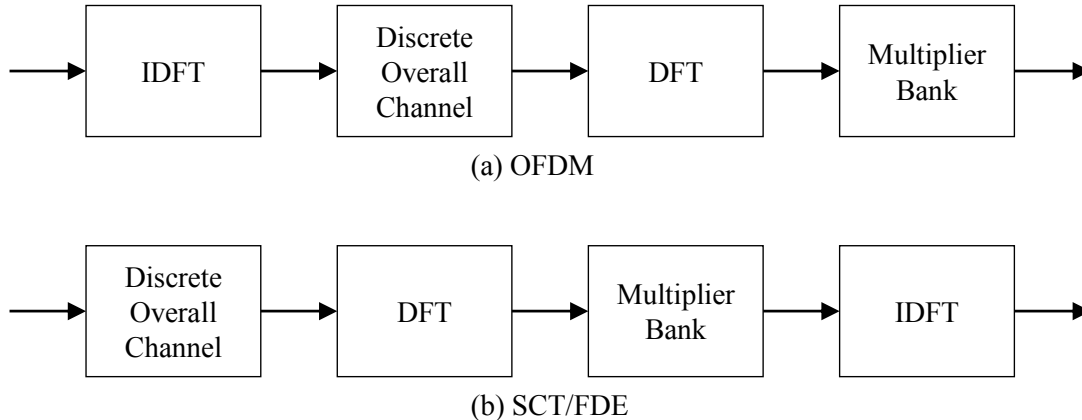 IDFT
Discrete
Overall
Channel
DFT
Multiplier
Bank
(a) OFDM
Discrete
Overall
Channel
DFT
Multiplier
Bank
IDFT
(b) SCT/FDE